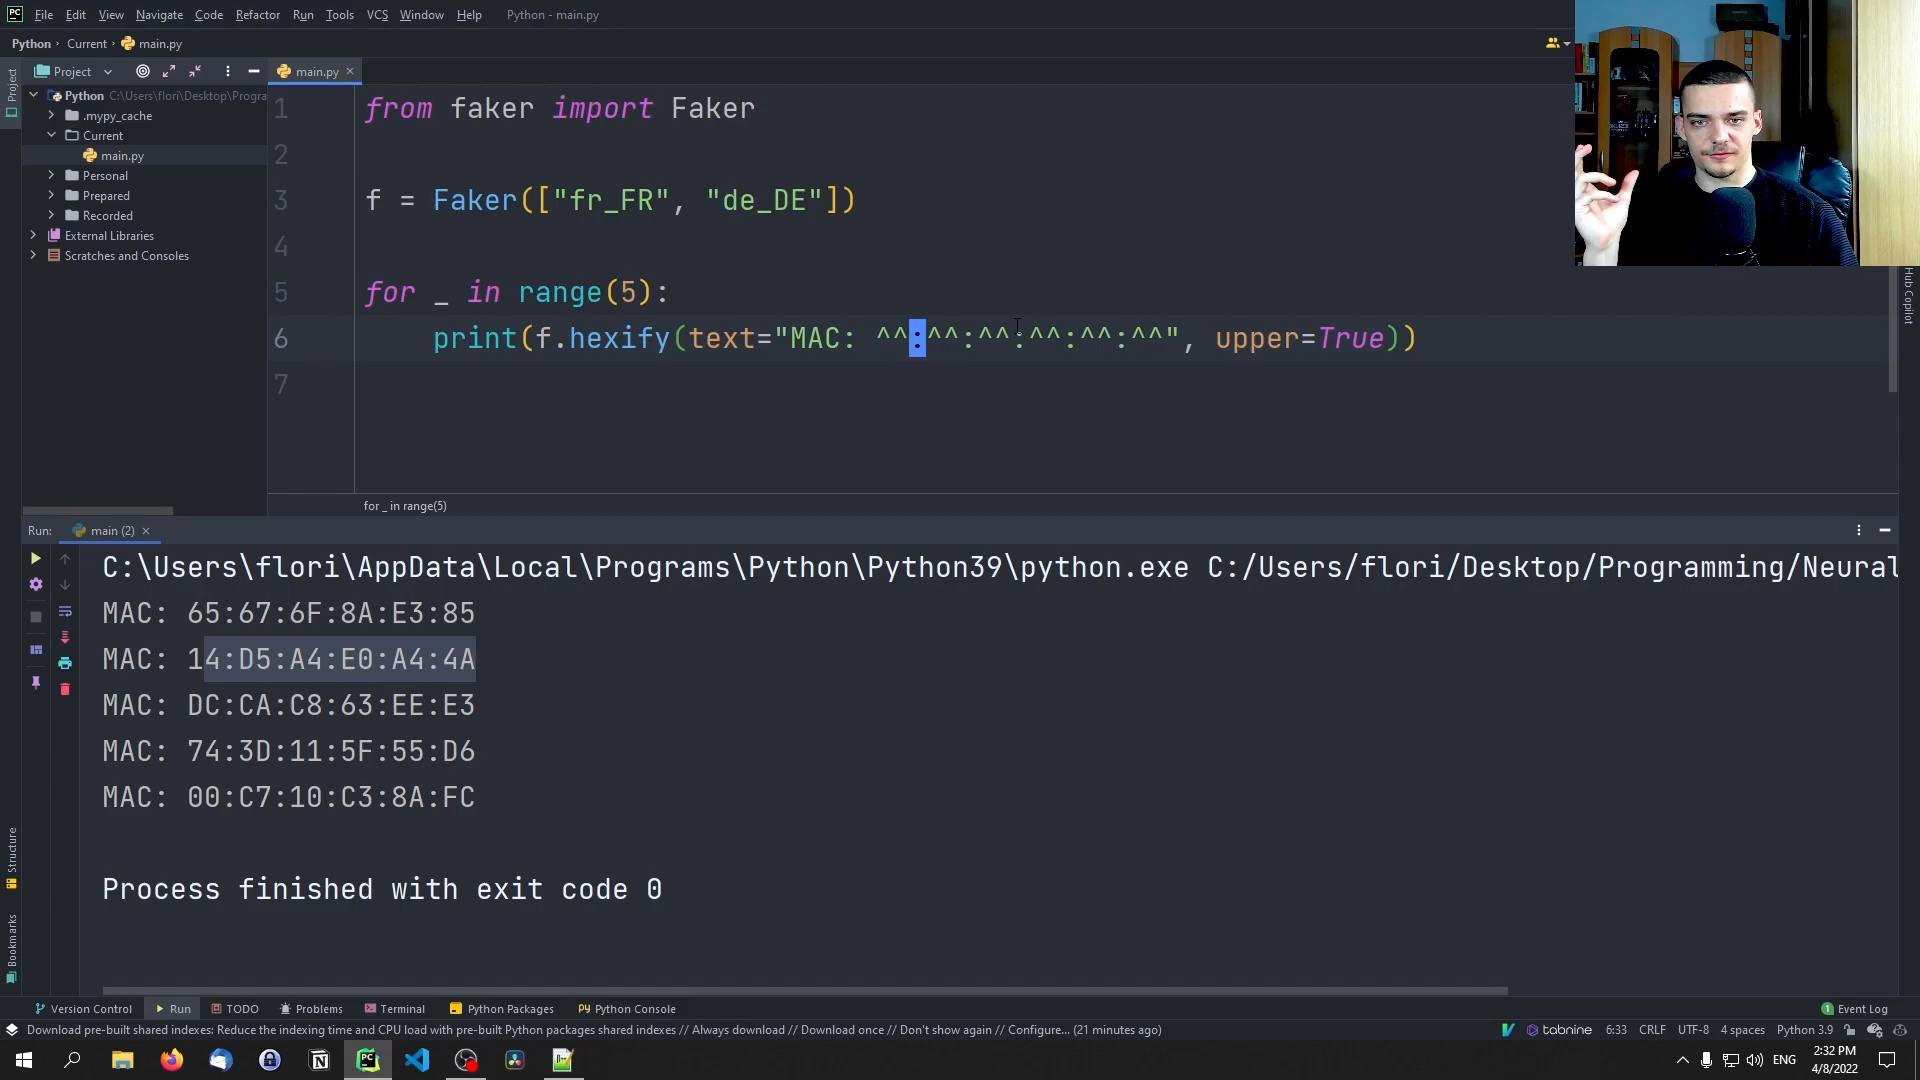 File Edit View Navigate Code Refactor Run Tools VCS Window Help Python - main.py
Python Current main.py
Project main.py
Project
Python C:\Users\flori\Desktop\Progra
.mypy_cache
Current
main.py
Personal
Prepared
Recorded
External Libraries
Scratches and Consoles
1 from faker import Faker
2
3 f = Faker(["fr_FR", "de_DE"])
4
5 for _ in range(5):
6 print(f.hexify(text="MAC: ^^:^^:^^:^^:^^:^^", upper=True))
7
for _ in range(5)
Run: main (2)
C:\Users\flori\AppData\Local\Programs\Python\Python39\python.exe C:/Users/flori/Desktop/Programming/Neural
MAC: 65:67:6F:8A:E3:85
MAC: 14:D5:A4:E0:A4:4A
MAC: DC:CA:C8:63:EE:E3
MAC: 74:3D:11:5F:55:D6
MAC: 00:C7:10:C3:8A:FC
Process finished with exit code 0
Structure
Bookmarks
Hub Copilot
Version Control Run TODO Problems Terminal Python Packages Python Console 1 Event Log
Download pre-built shared indexes: Reduce the indexing time and CPU load with pre-built Python packages shared indexes // Always download // Download once // Don't show again // Configure... (21 minutes ago) tabnine 6:33 CRLF UTF-8 4 spaces Python 3.9
ENG 2:32 PM
4/8/2022